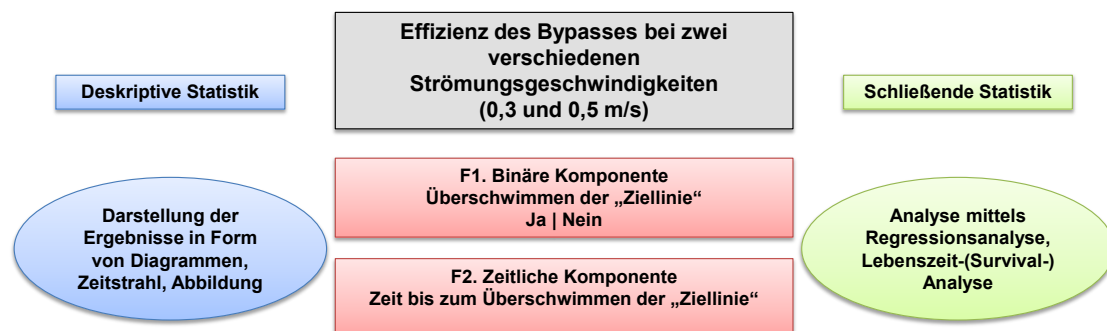 Effizienz des Bypasses bei zwei
verschiedenen
Strömungsgeschwindigkeiten
(0,3 und 0,5 m/s)
Deskriptive Statistik
Schließende Statistik
F1. Binäre Komponente
Überschwimmen der „Ziellinie“
Ja | Nein
Darstellung der
Ergebnisse in Form
von Diagrammen,
Zeitstrahl, Abbildung
Analyse mittels
Regressionsanalyse,
Lebenszeit-(Survival-)
Analyse
F2. Zeitliche Komponente
Zeit bis zum Überschwimmen der „Ziellinie“